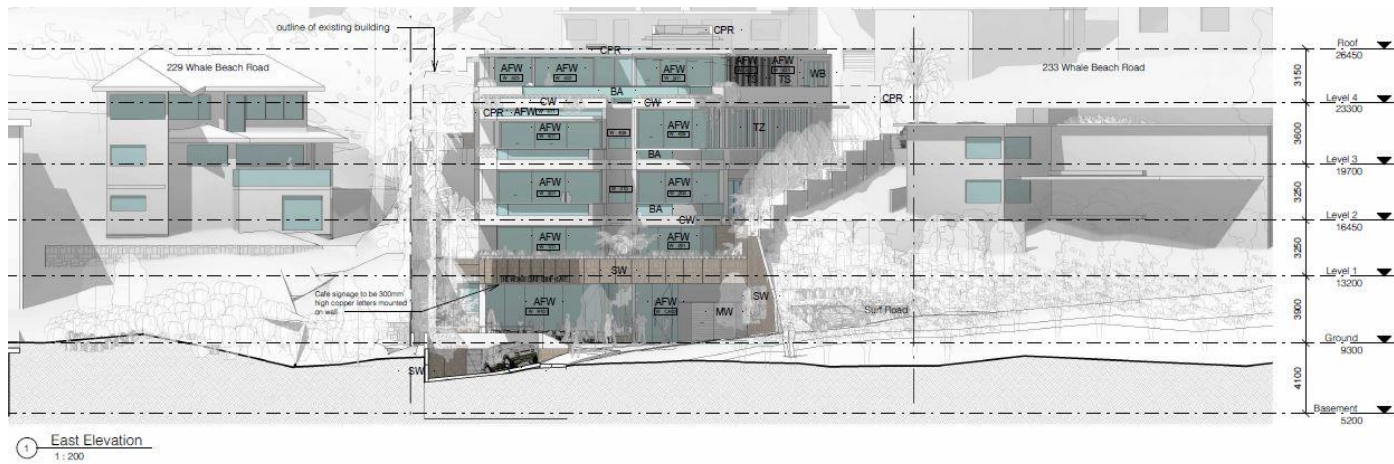 outline of existing building
CPR
CPR
Roof
26450
229 Whale Beach Road
AFW
AFW
AFW
AFW
AFW
233 Whale Beach Road
TS
TS
WB
3150
BA
CPR
Level 4
23300
CW
CW
CPR
AFW
AFW
AFW
TZ
3600
BA
Level 3
19700
AFW
AFW
3250
BA
CW
Level 2
16450
AFW
AFW
3250
SW
Level 1
13200
Cafe signage to be 300mm
high copper letters mounted
on wall
AFW
AFW
MW
SW
Surf Road
3900
Ground
9300
SW
4100
Basement
5200
1
East Elevation
1 : 200